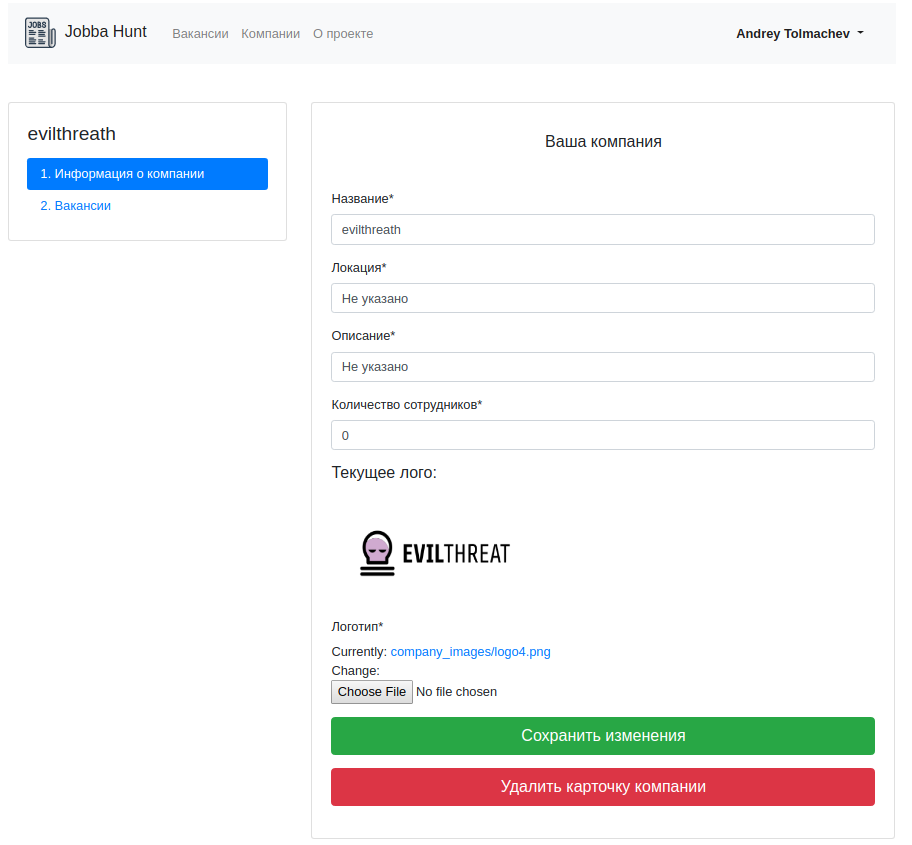 JOBS
Jobba Hunt Вакансии Компании О проекте Andrey Tolmachev
evilthreath
1. Информация о компании
2. Вакансии
Ваша компания
Название*
evilthreath
Локация*
Не указано
Описание*
Не указано
Количество сотрудников*
0
Текущее лого:
EVILTHREAT
Логотип*
Currently: company_images/logo4.png
Change:
Choose File No file chosen
Сохранить изменения
Удалить карточку компании